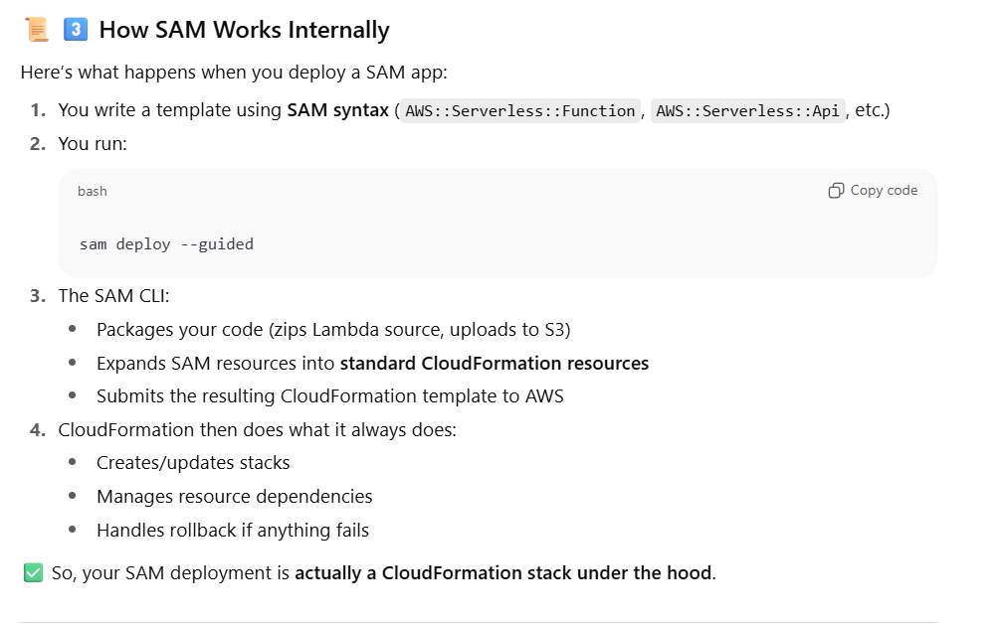 📜 3️⃣ How SAM Works Internally
Here’s what happens when you deploy a SAM app:
1. You write a template using SAM syntax (AWS::Serverless::Function, AWS::Serverless::Api, etc.)
2. You run:
bash
Copy code
sam deploy --guided
3. The SAM CLI:
• Packages your code (zips Lambda source, uploads to S3)
• Expands SAM resources into standard CloudFormation resources
• Submits the resulting CloudFormation template to AWS
4. CloudFormation then does what it always does:
• Creates/updates stacks
• Manages resource dependencies
• Handles rollback if anything fails
✅ So, your SAM deployment is actually a CloudFormation stack under the hood.